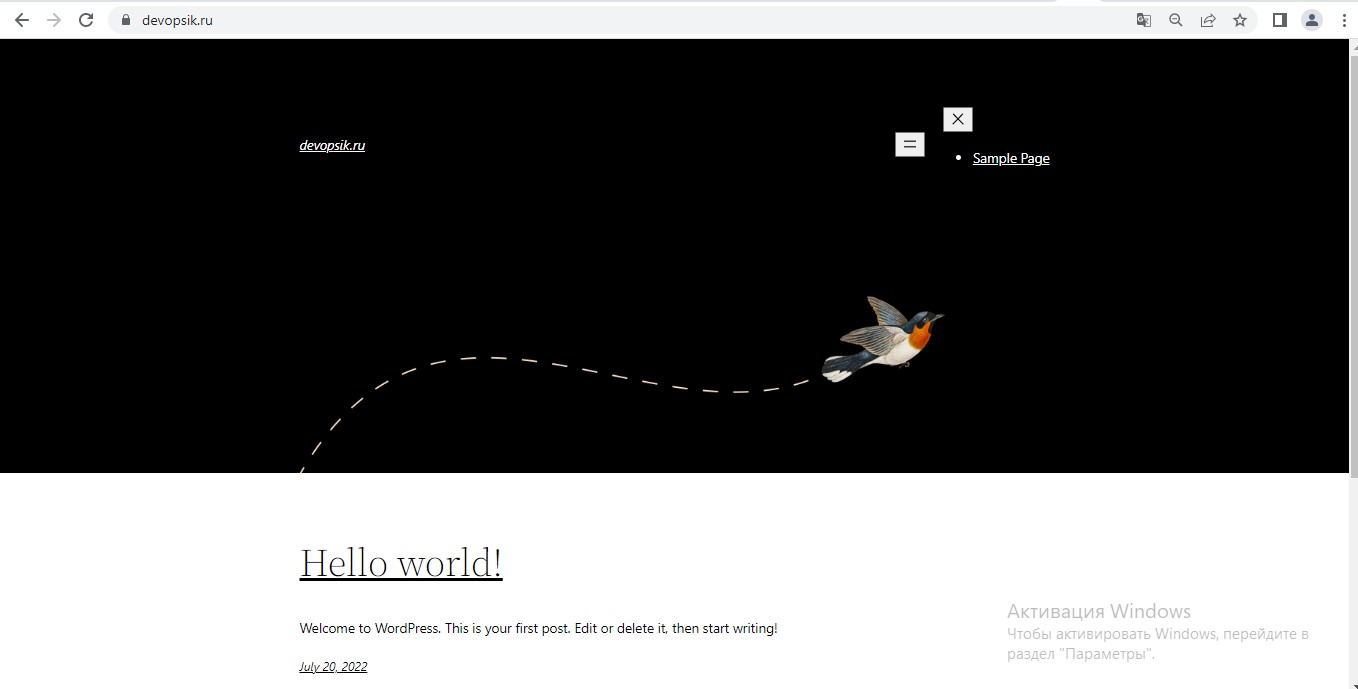 devopsik.ru
devopsik.ru
Sample Page
Hello world!
Welcome to WordPress. This is your first post. Edit or delete it, then start writing!
July 20, 2022
Активация Windows
Чтобы активировать Windows, перейдите в
раздел "Параметры".